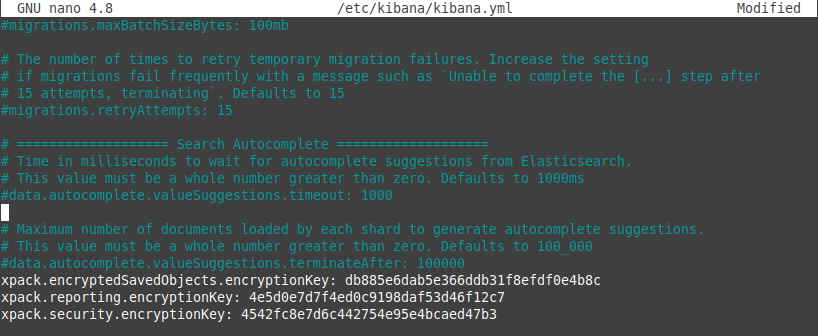 GNU nano 4.8 /etc/kibana/kibana.yml Modified
#migrations.maxBatchSizeBytes: 100mb
# The number of times to retry temporary migration failures. Increase the setting
# if migrations fail frequently with a message such as `Unable to complete the [...] step after
# 15 attempts, terminating`. Defaults to 15
#migrations.retryAttempts: 15
# =================== Search Autocomplete ===================
# Time in milliseconds to wait for autocomplete suggestions from Elasticsearch.
# This value must be a whole number greater than zero. Defaults to 1000ms
#data.autocomplete.valueSuggestions.timeout: 1000
# Maximum number of documents loaded by each shard to generate autocomplete suggestions.
# This value must be a whole number greater than zero. Defaults to 100_000
#data.autocomplete.valueSuggestions.terminateAfter: 100000
xpack.encryptedSavedObjects.encryptionKey: db885e6dab5e366ddb31f8efdf0e4b8c
xpack.reporting.encryptionKey: 4e5d0e7d7f4ed0c9198daf53d46f12c7
xpack.security.encryptionKey: 4542fc8e7d6c442754e95e4bcaed47b3